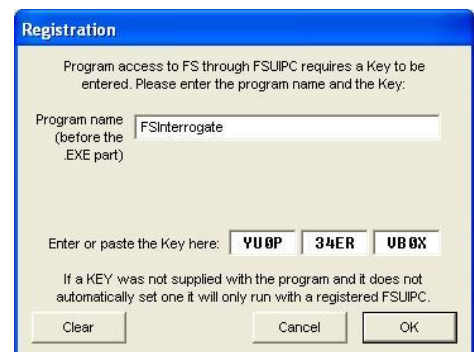 Registration
Program access to FS through FSUIPC requires a Key to be
entered. Please enter the program name and the Key:
Program name
(before the
.EXE part)
FSInterrogate
Enter or paste the Key here: YU0P 34ER VB0X
If a KEY was not supplied with the program and it does not
automatically set one it will only run with a registered FSUIPC.
Clear Cancel OK